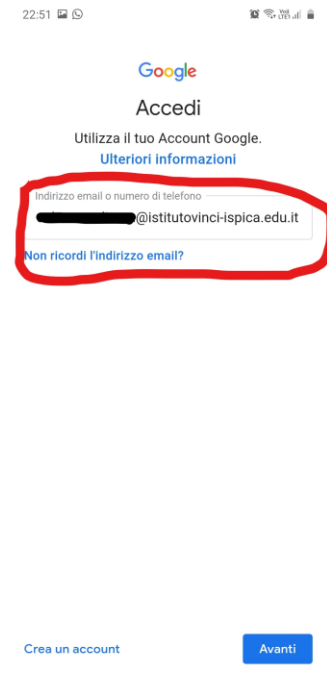 22:51
Google
Accedi
Utilizza il tuo Account Google.
Ulteriori informazioni
Indirizzo email o numero di telefono
@istitutovinci-ispica.edu.it
Non ricordi l'indirizzo email?
Crea un account
Avanti